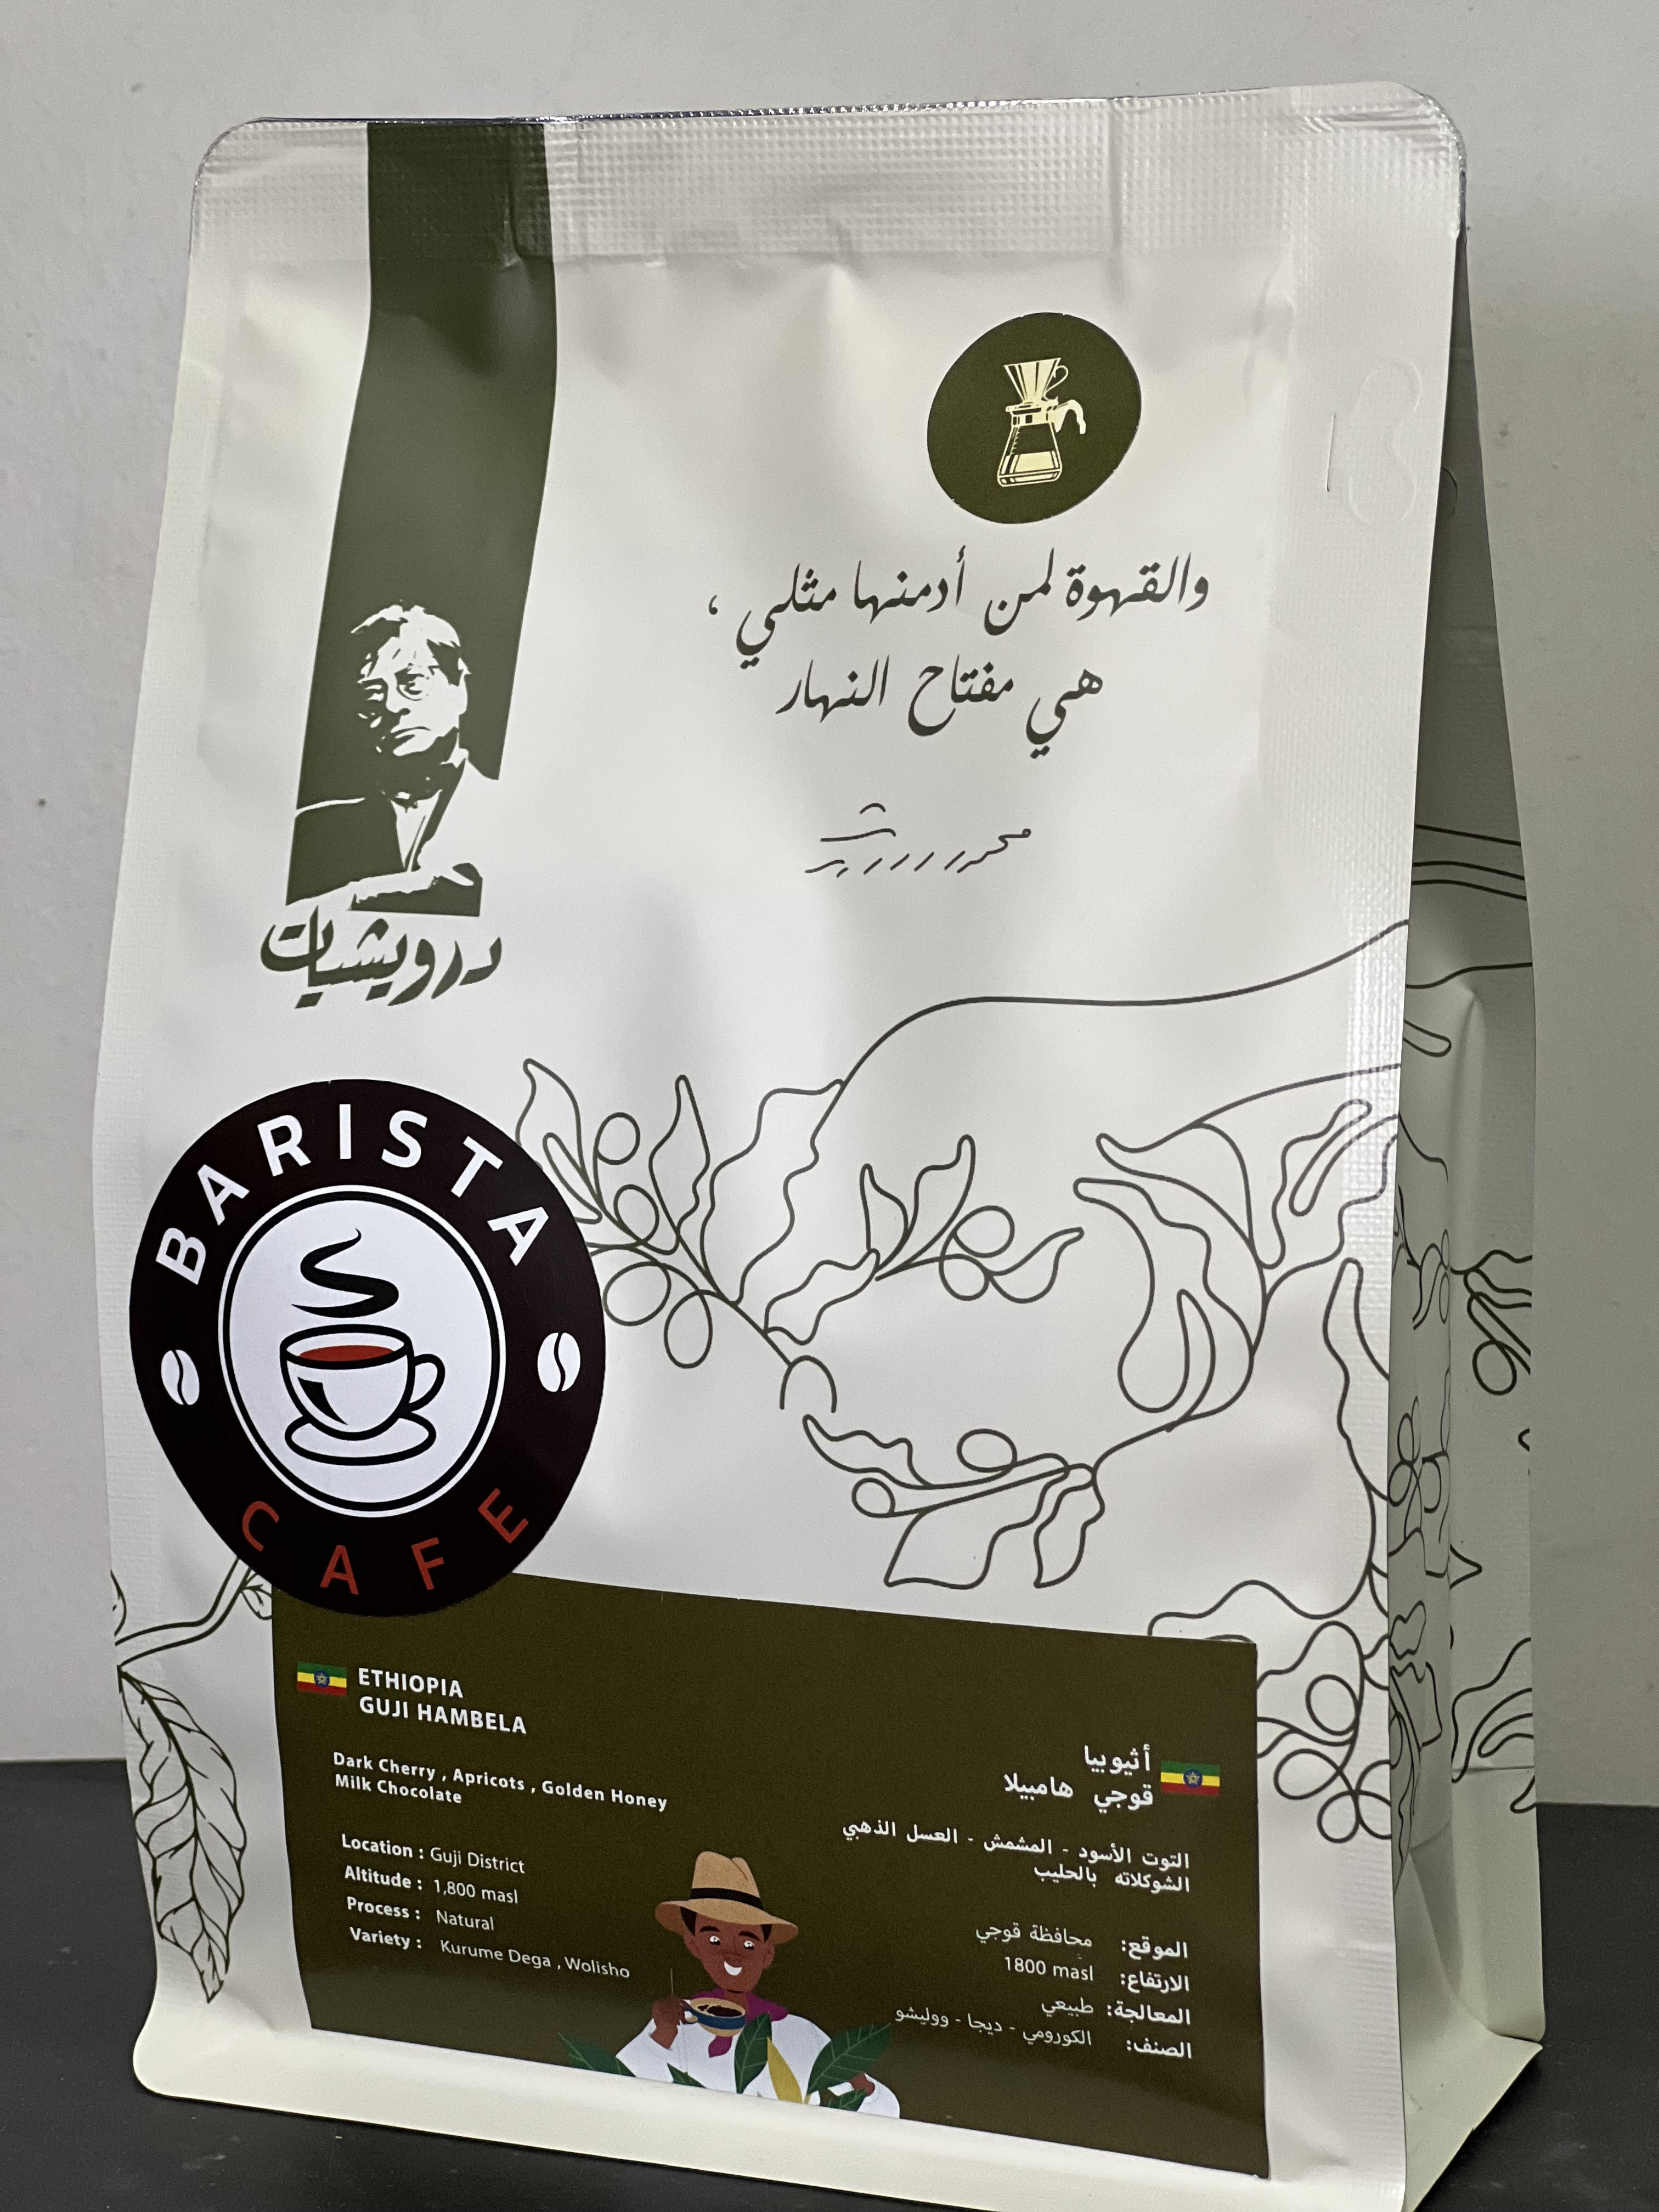 والقهوة لمن أدمنها مثلي ،
هي مفتاح النهار
درويشيات
BARISTA
CAFE
ETHIOPIA
GUJI HAMBELA
Dark Cherry , Apricots , Golden Honey
Milk Chocolate
Location : Guji District
Altitude : 1,800 masl
Process : Natural
Variety : Kurume Dega , Wolisho
أثيوبيا
قوجي هامبيلا
التوت الأسود - المشمش - العسل الذهبي
الشوكلاته بالحليب
الموقع: محافظة قوجي
الارتفاع: 1800 masl
المعالجة: طبيعي
الصنف: الكورومي - ديجا - ووليشو